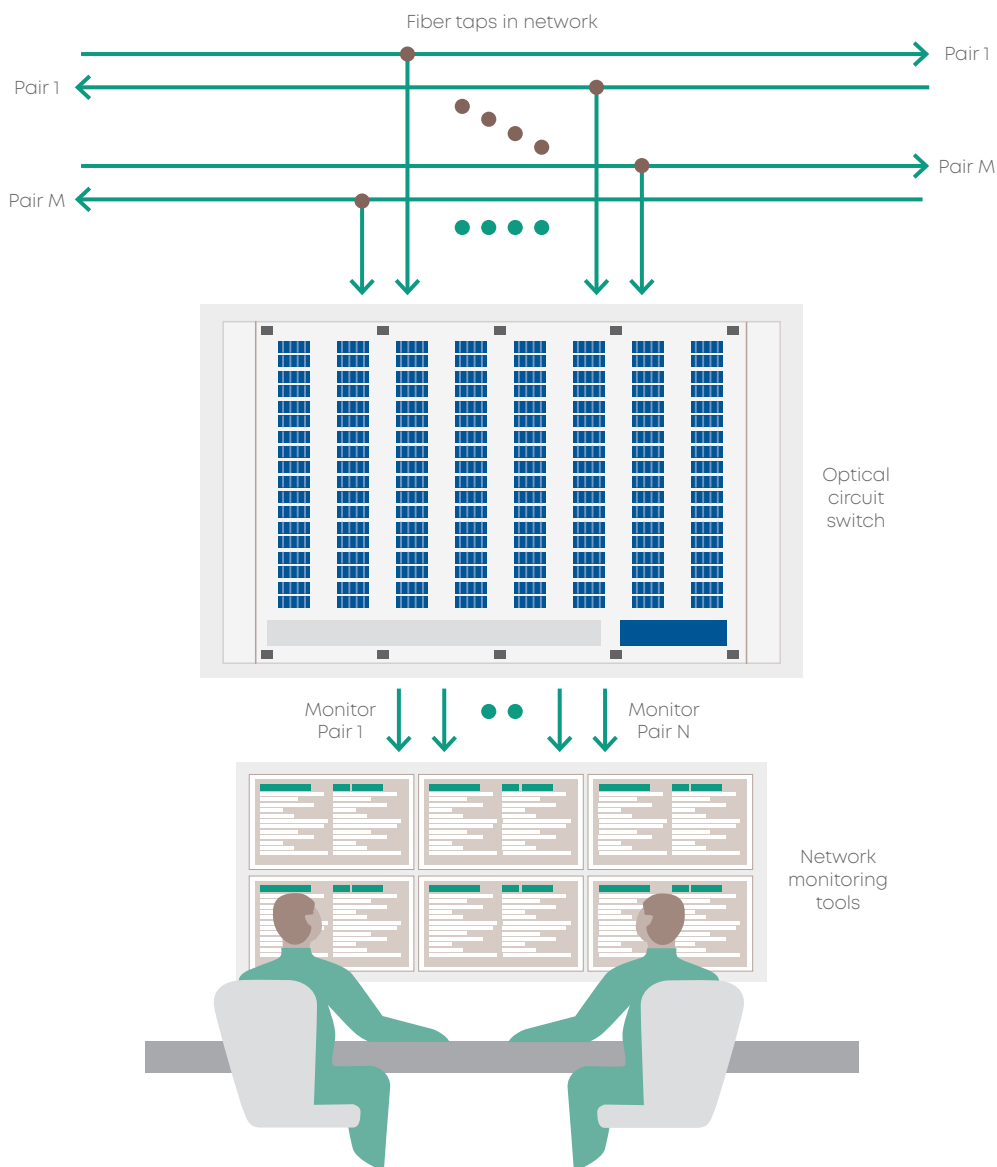 Fiber taps in network
Pair 1
Pair 1
Pair M
Pair M
Optical
circuit
switch
Monitor
Pair 1
Monitor
Pair N
Network
monitoring
tools